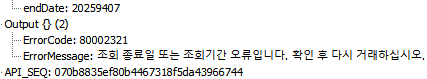 endDate: 20259407
Output {} (2)
ErrorCode: 80002321
ErrorMessage: 조회 종료일 또는 조회기간 오류입니다. 확인 후 다시 거래하십시오.
API_SEQ: 070b8835ef80b4467318f5da43966744